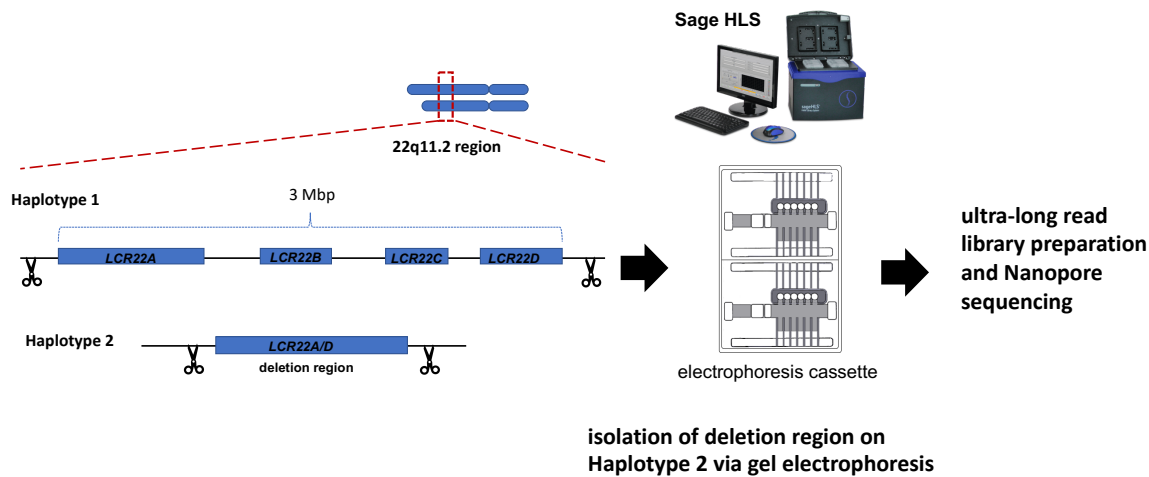 Sage HLS
sageHLS
22q11.2 region
Haplotype 1
3 Mbp
LCR22A
LCR22B
LCR22C
LCR22D
Haplotype 2
LCR22A/D
deletion region
electrophoresis cassette
ultra-long read
library preparation
and Nanopore
sequencing
isolation of deletion region on
Haplotype 2 via gel electrophoresis